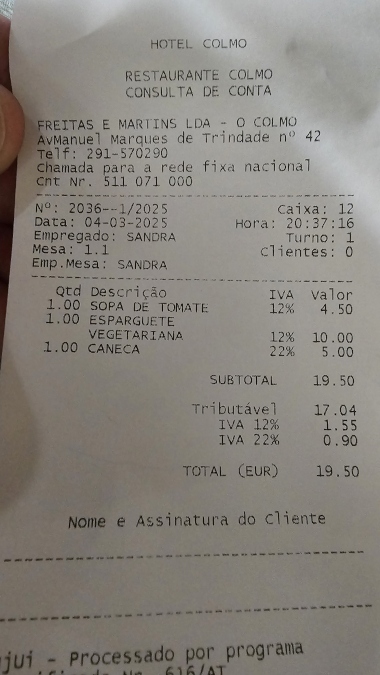 HOTEL COLMO
RESTAURANTE COLMO
CONSULTA DE CONTA
FREITAS E MARTINS LDA - O COLMO
AvManuel Marques de Trindade nº 42
Telf: 291-570290
Chamada para a rede fixa nacional
Cnt Nr. 511 071 000
Nº: 2036--1/2025 Caixa: 12
Data: 04-03-2025 Hora: 20:37:16
Empregado: SANDRA Turno: 1
Mesa: 1.1 Clientes: 0
Emp.Mesa: SANDRA
Qtd Descrição IVA Valor
1.00 SOPA DE TOMATE 12% 4.50
1.00 ESPARGUETE
VEGETARIANA 12% 10.00
1.00 CANECA 22% 5.00
SUBTOTAL 19.50
Tributável 17.04
IVA 12% 1.55
IVA 22% 0.90
TOTAL (EUR) 19.50
Nome e Assinatura do Cliente
jUi - Processado por programa
616/AT